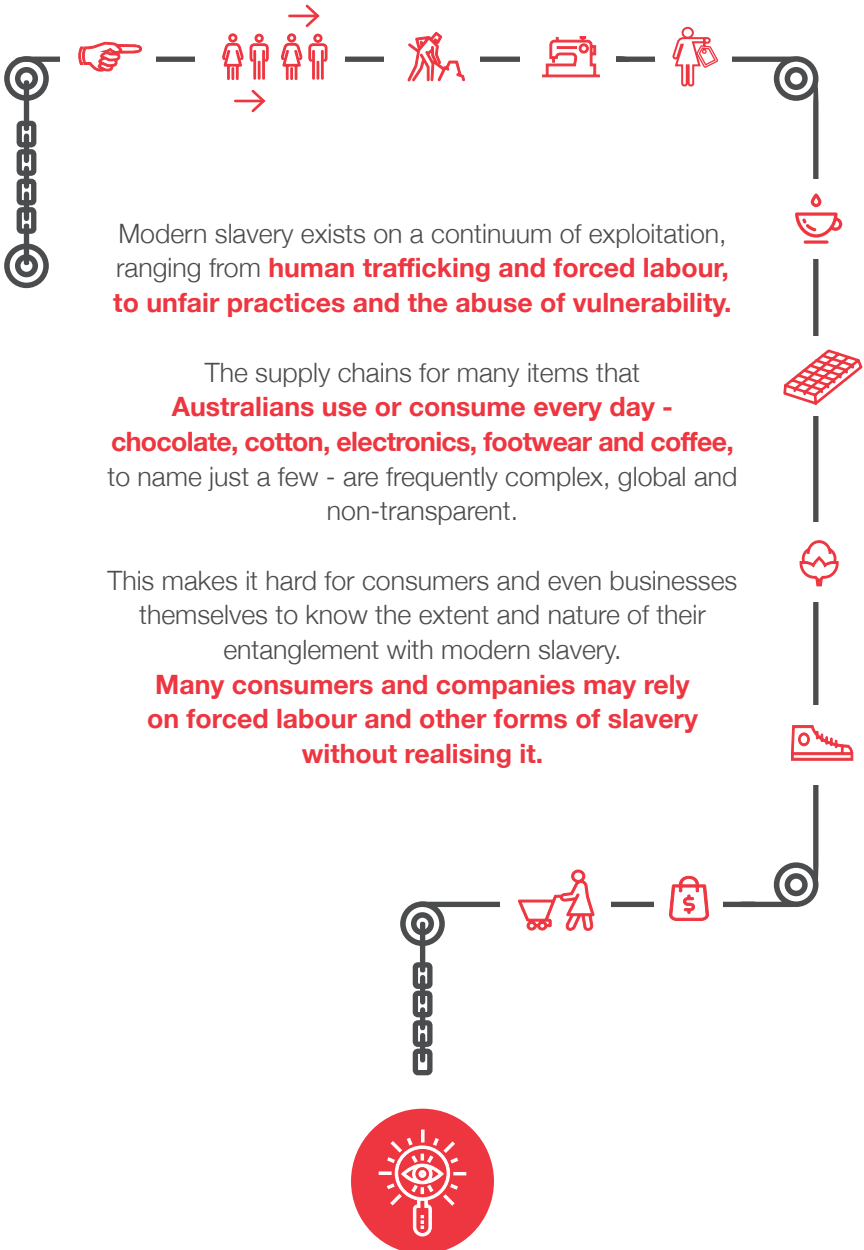 Modern slavery exists on a continuum of exploitation,
ranging from human trafficking and forced labour,
to unfair practices and the abuse of vulnerability.
The supply chains for many items that
Australians use or consume every day -
chocolate, cotton, electronics, footwear and coffee,
to name just a few - are frequently complex, global and
non-transparent.
This makes it hard for consumers and even businesses
themselves to know the extent and nature of their
entanglement with modern slavery.
Many consumers and companies may rely
on forced labour and other forms of slavery
without realising it.
$